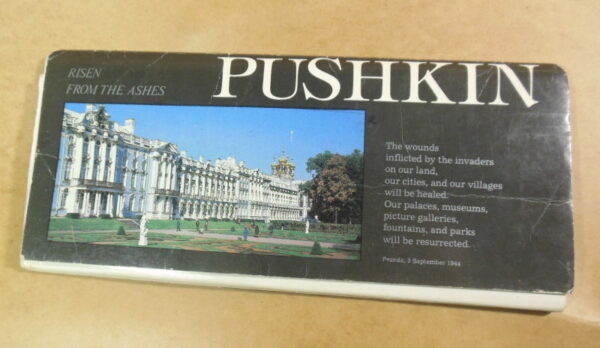 RISEN
FROM THE ASHES
PUSHKIN
The wounds
inflicted by the invaders
on our land,
our cities, and our villages
will be healed.
Our palaces, museums,
picture galleries,
fountains, and parks
will be resurrected.
Pravda, 3 September 1944